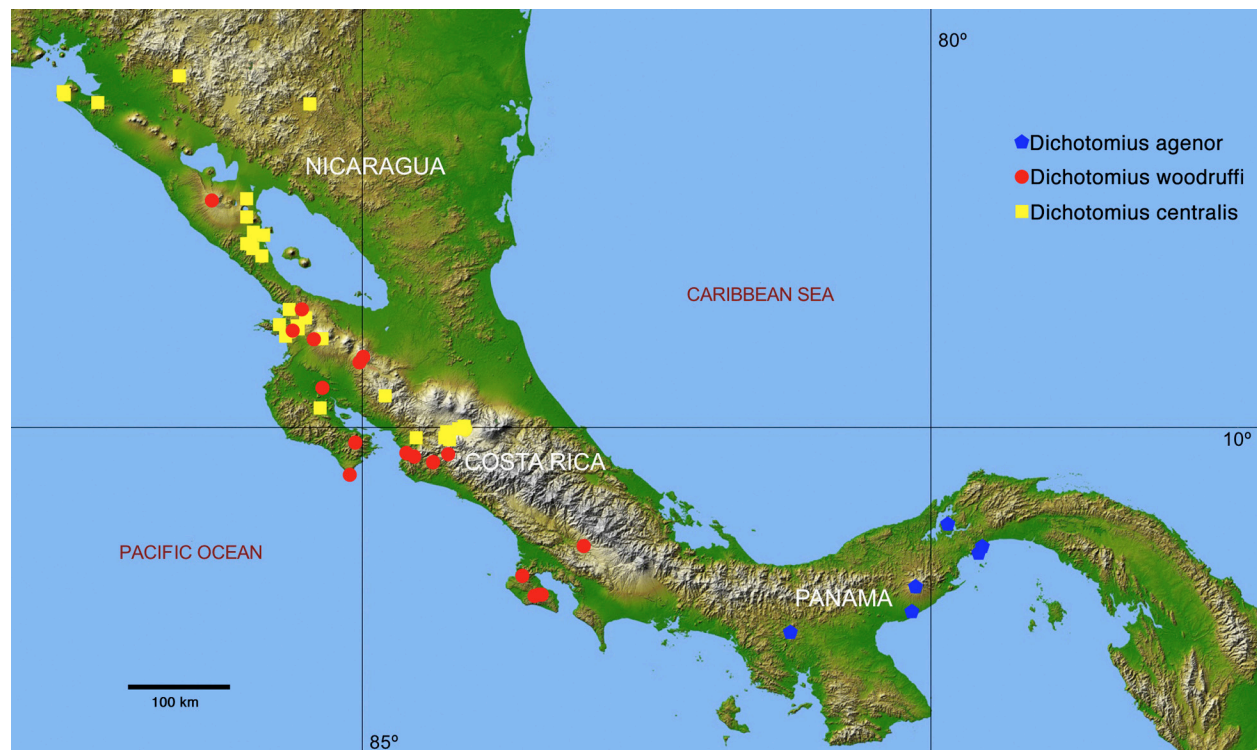 80º
Dichotomius agenor
NICARAGUA
Dichotomius woodruffi
Dichotomius centralis
CARIBBEAN SEA
10º
COSTA RICA
PACIFIC OCEAN
PANAMA
100 km
85º